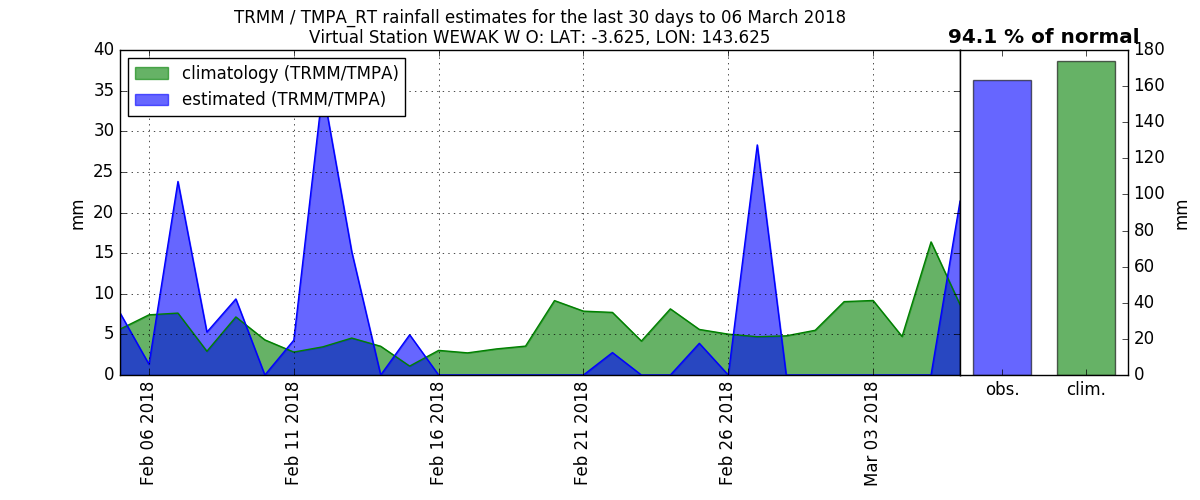 TRMM / TMPA_RT rainfall estimates for the last 30 days to 06 March 2018
Virtual Station WEWAK W O: LAT: -3.625, LON: 143.625
94.1 % of normal
climatology (TRMM/TMPA)
estimated (TRMM/TMPA)
40
35
30
25
20
15
10
5
0
mm
180
160
140
120
100
80
60
40
20
0
mm
obs.
clim.
Feb 06 2018
Feb 11 2018
Feb 16 2018
Feb 21 2018
Feb 26 2018
Mar 03 2018